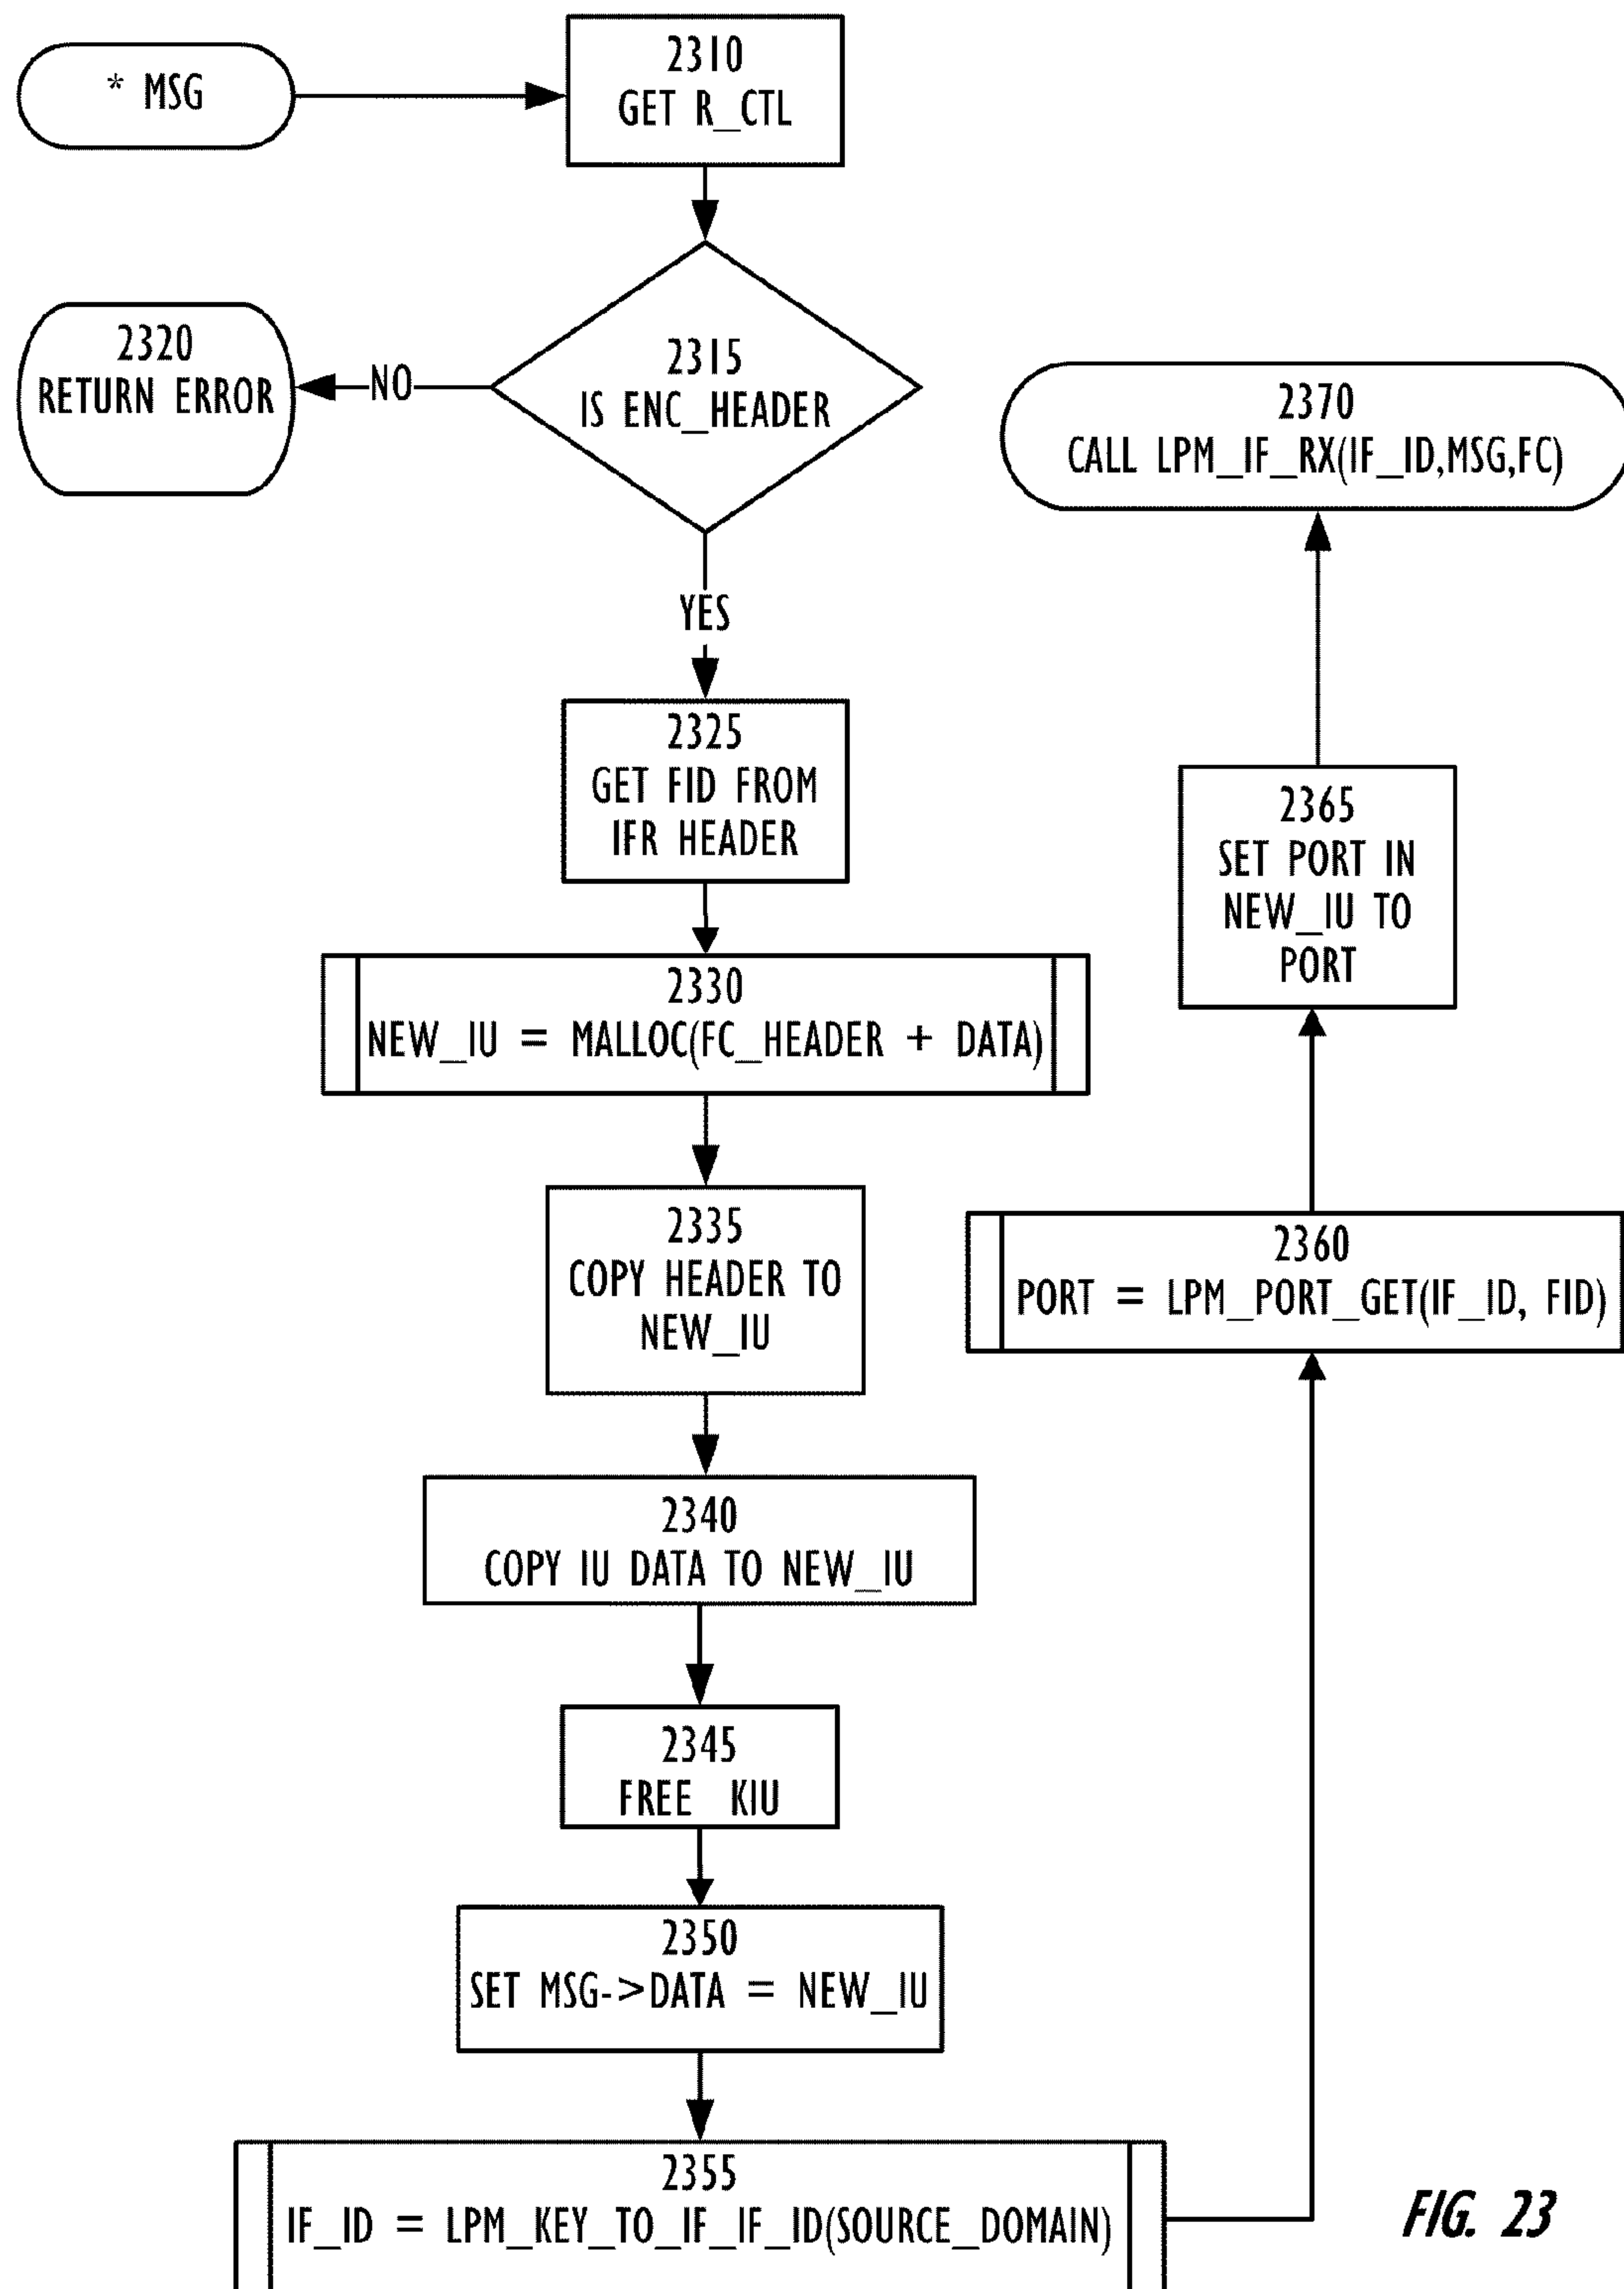 * MSG
2310
GET R_CTL
2315
IS ENC_HEADER
NO
2320
RETURN ERROR
YES
2325
GET FID FROM
IFR HEADER
2330
NEW_IU = MALLOC(FC_HEADER + DATA)
2335
COPY HEADER TO
NEW_IU
2340
COPY IU DATA TO NEW_IU
2345
FREE KIU
2350
SET MSG->DATA = NEW_IU
2355
IF_ID = LPM_KEY_TO_IF_IF_ID(SOURCE_DOMAIN)
2360
PORT = LPM_PORT_GET(IF_ID, FID)
2365
SET PORT IN
NEW_IU TO
PORT
2370
CALL LPM_IF_RX(IF_ID,MSG,FC)
FIG. 23